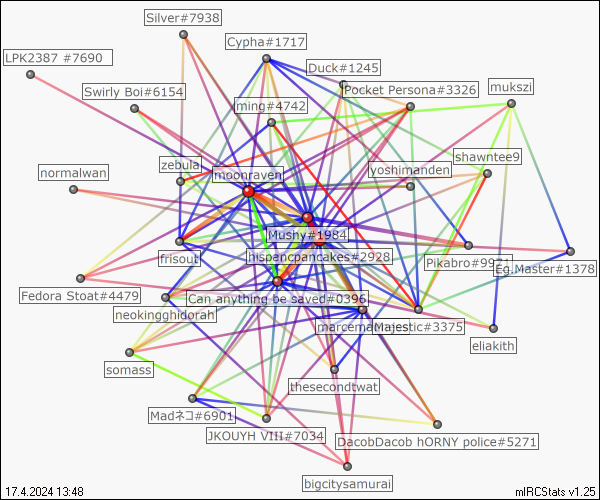 Silver#7938
Cypha#1717
LPK2387 #7690
Duck#1245
Swirly Boi#6154
Pocket Persona#3326
mukszi
ming#4742
shawntee9
zebula
normalwan
moonraven
yoshimanden
Mushy#1984
frisout
hispancpancakes#2928
Pikabro#9971
Eg.Master#1378
Fedora Stoat#4479
Can anything be saved#0396
neokingghidorah
Majestic#3375
eliakith
somass
thesecondtwat
Madネコ#6901
JKOUYH VIII#7034
DacobDacob hORNY police#5271
bigcitysamurai
17.4.2024 13:48
mIRCStats v1.25